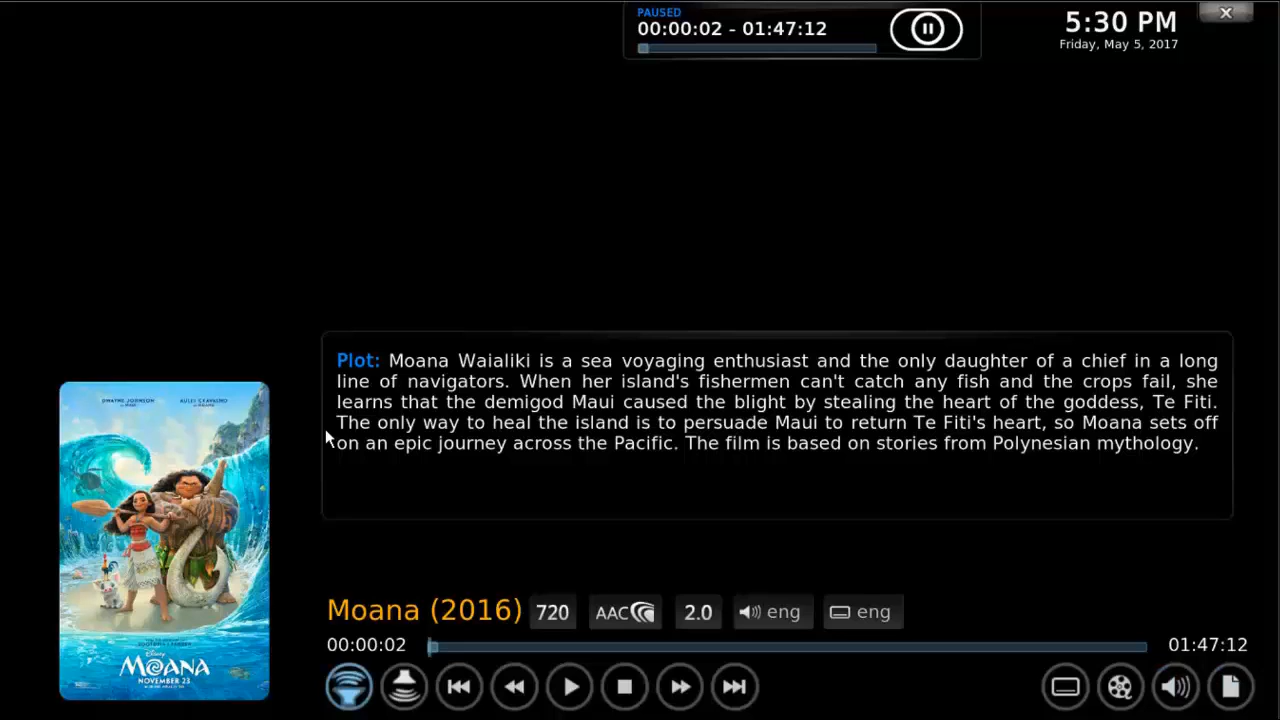 PAUSED
00:00:02 - 01:47:12
5:30 PM
Friday, May 5, 2017
Plot: Moana Waialiki is a sea voyaging enthusiast and the only daughter of a chief in a long
line of navigators. When her island's fishermen can't catch any fish and the crops fail, she
learns that the demigod Maui caused the blight by stealing the heart of the goddess, Te Fiti.
The only way to heal the island is to persuade Maui to return Te Fiti's heart, so Moana sets off
on an epic journey across the Pacific. The film is based on stories from Polynesian mythology.
DWAYNE JOHNSON
AULI'I CRAVALHO
Disney
MOANA
NOVEMBER 23
Moana (2016) 720 AAC 2.0 eng eng
00:00:02 01:47:12